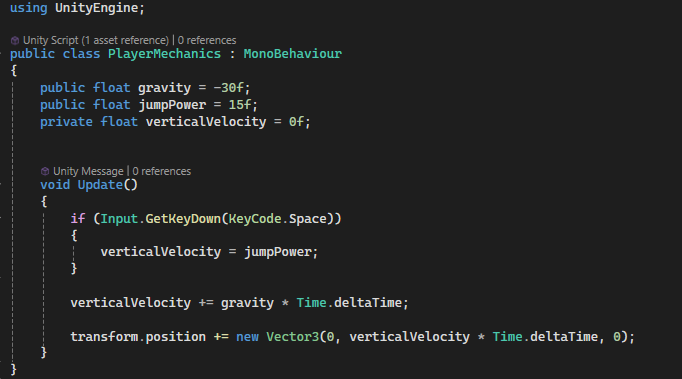 using UnityEngine;
Unity Script (1 asset reference) | 0 references
public class PlayerMechanics : MonoBehaviour
{
public float gravity = -30f;
public float jumpPower = 15f;
private float verticalVelocity = 0f;
Unity Message | 0 references
void Update()
{
if (Input.GetKeyDown(KeyCode.Space))
{
verticalVelocity = jumpPower;
}
verticalVelocity += gravity * Time.deltaTime;
transform.position += new Vector3(0, verticalVelocity * Time.deltaTime, 0);
}
}